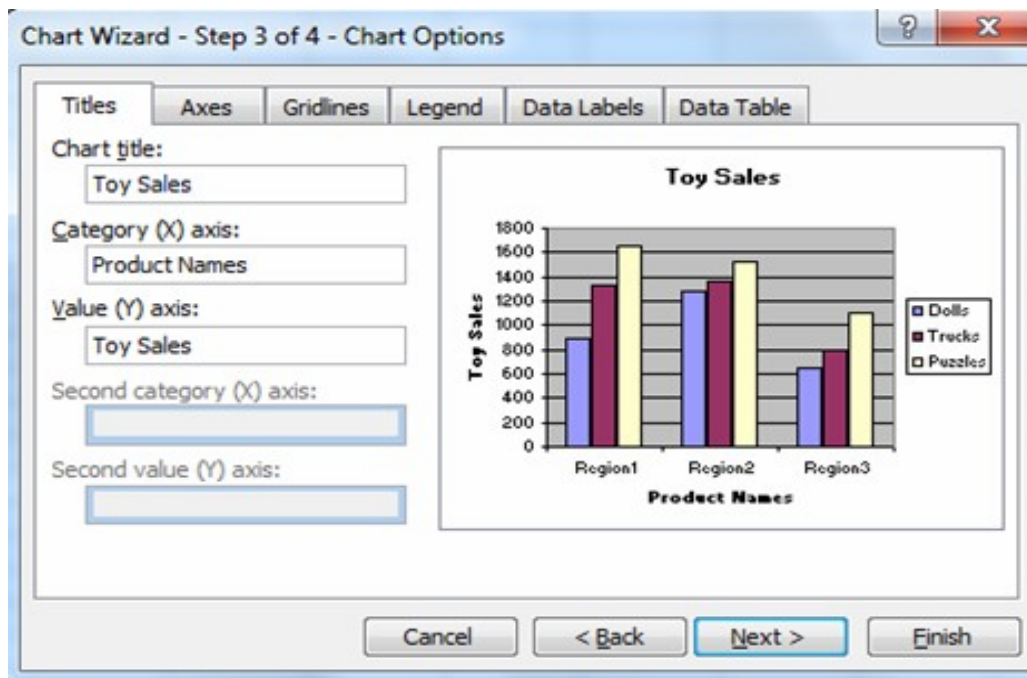 Chart Wizard - Step 3 of 4 - Chart Options
Titles Axes Gridlines Legend Data Labels Data Table
Chart title:
Toy Sales
Category (X) axis:
Product Names
Value (Y) axis:
Toy Sales
Second category (X) axis:
Second value (Y) axis:
Toy Sales
1800
1600
1400
1200
1000
800
600
400
200
0
Toy Sales
Region1 Region2 Region3
Product Names
Dolls
Trucks
Puzzles
Cancel < Back Next > Finish